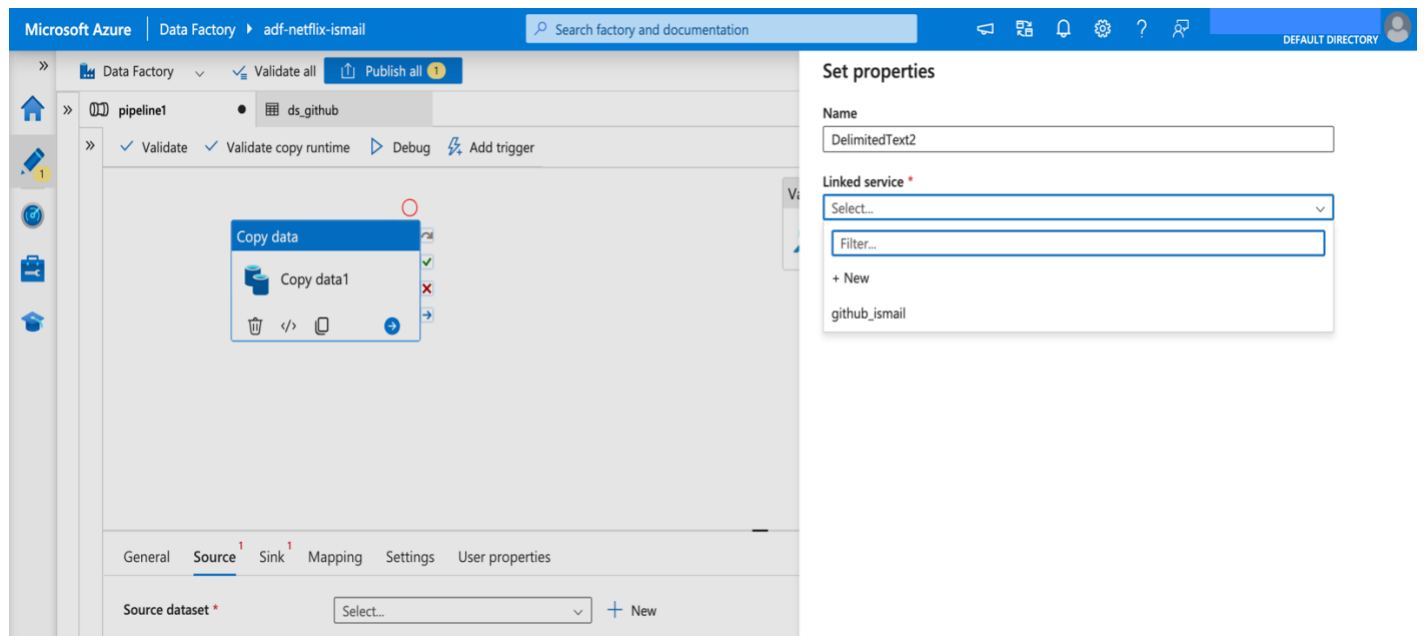 Microsoft Azure Data Factory adf-netflix-ismail Search factory and documentation ? DEFAULT DIRECTORY
Data Factory Validate all Publish all 1
pipeline1 ds_github
Validate Validate copy runtime Debug Add trigger
1
Copy data
Copy data1
</>
General Source 1 Sink 1 Mapping Settings User properties
Source dataset * Select... + New
Set properties
Name
DelimitedText2
Linked service *
Select...
Filter...
+ New
github_ismail